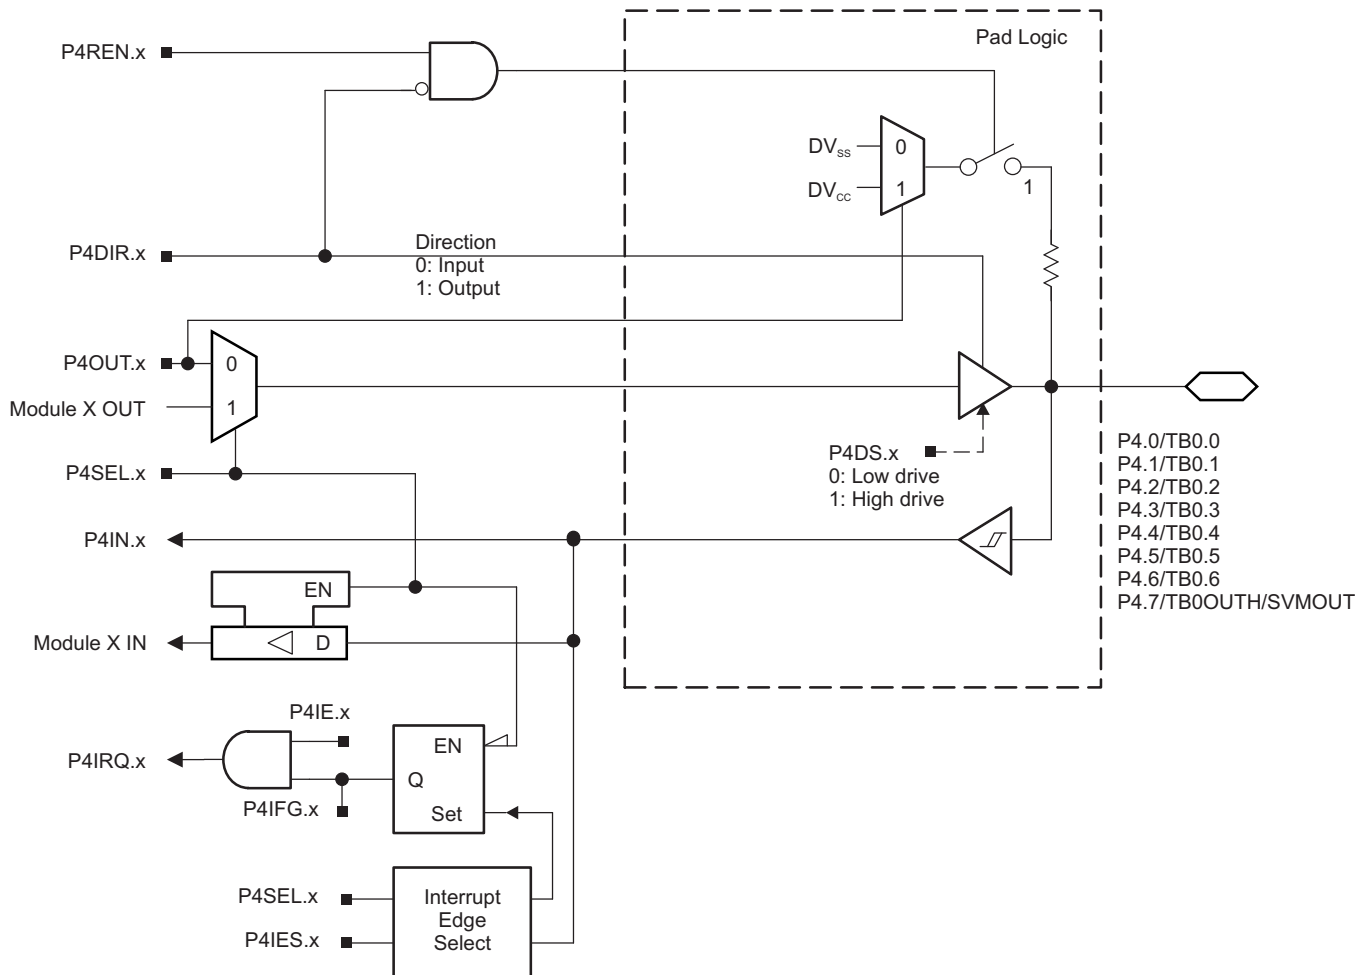 Pad Logic
P4REN.x
DVSS
0
DVCC
1
1
P4DIR.x
Direction
0: Input
1: Output
P4OUT.x
0
Module X OUT
1
P4DS.x
0: Low drive
1: High drive
P4SEL.x
P4.0/TB0.0
P4.1/TB0.1
P4.2/TB0.2
P4.3/TB0.3
P4.4/TB0.4
P4.5/TB0.5
P4.6/TB0.6
P4.7/TB0OUTH/SVMOUT
P4IN.x
EN
Module X IN
D
P4IE.x
P4IRQ.x
EN
Q
P4IFG.x
Set
P4SEL.x
P4IES.x
Interrupt
Edge
Select